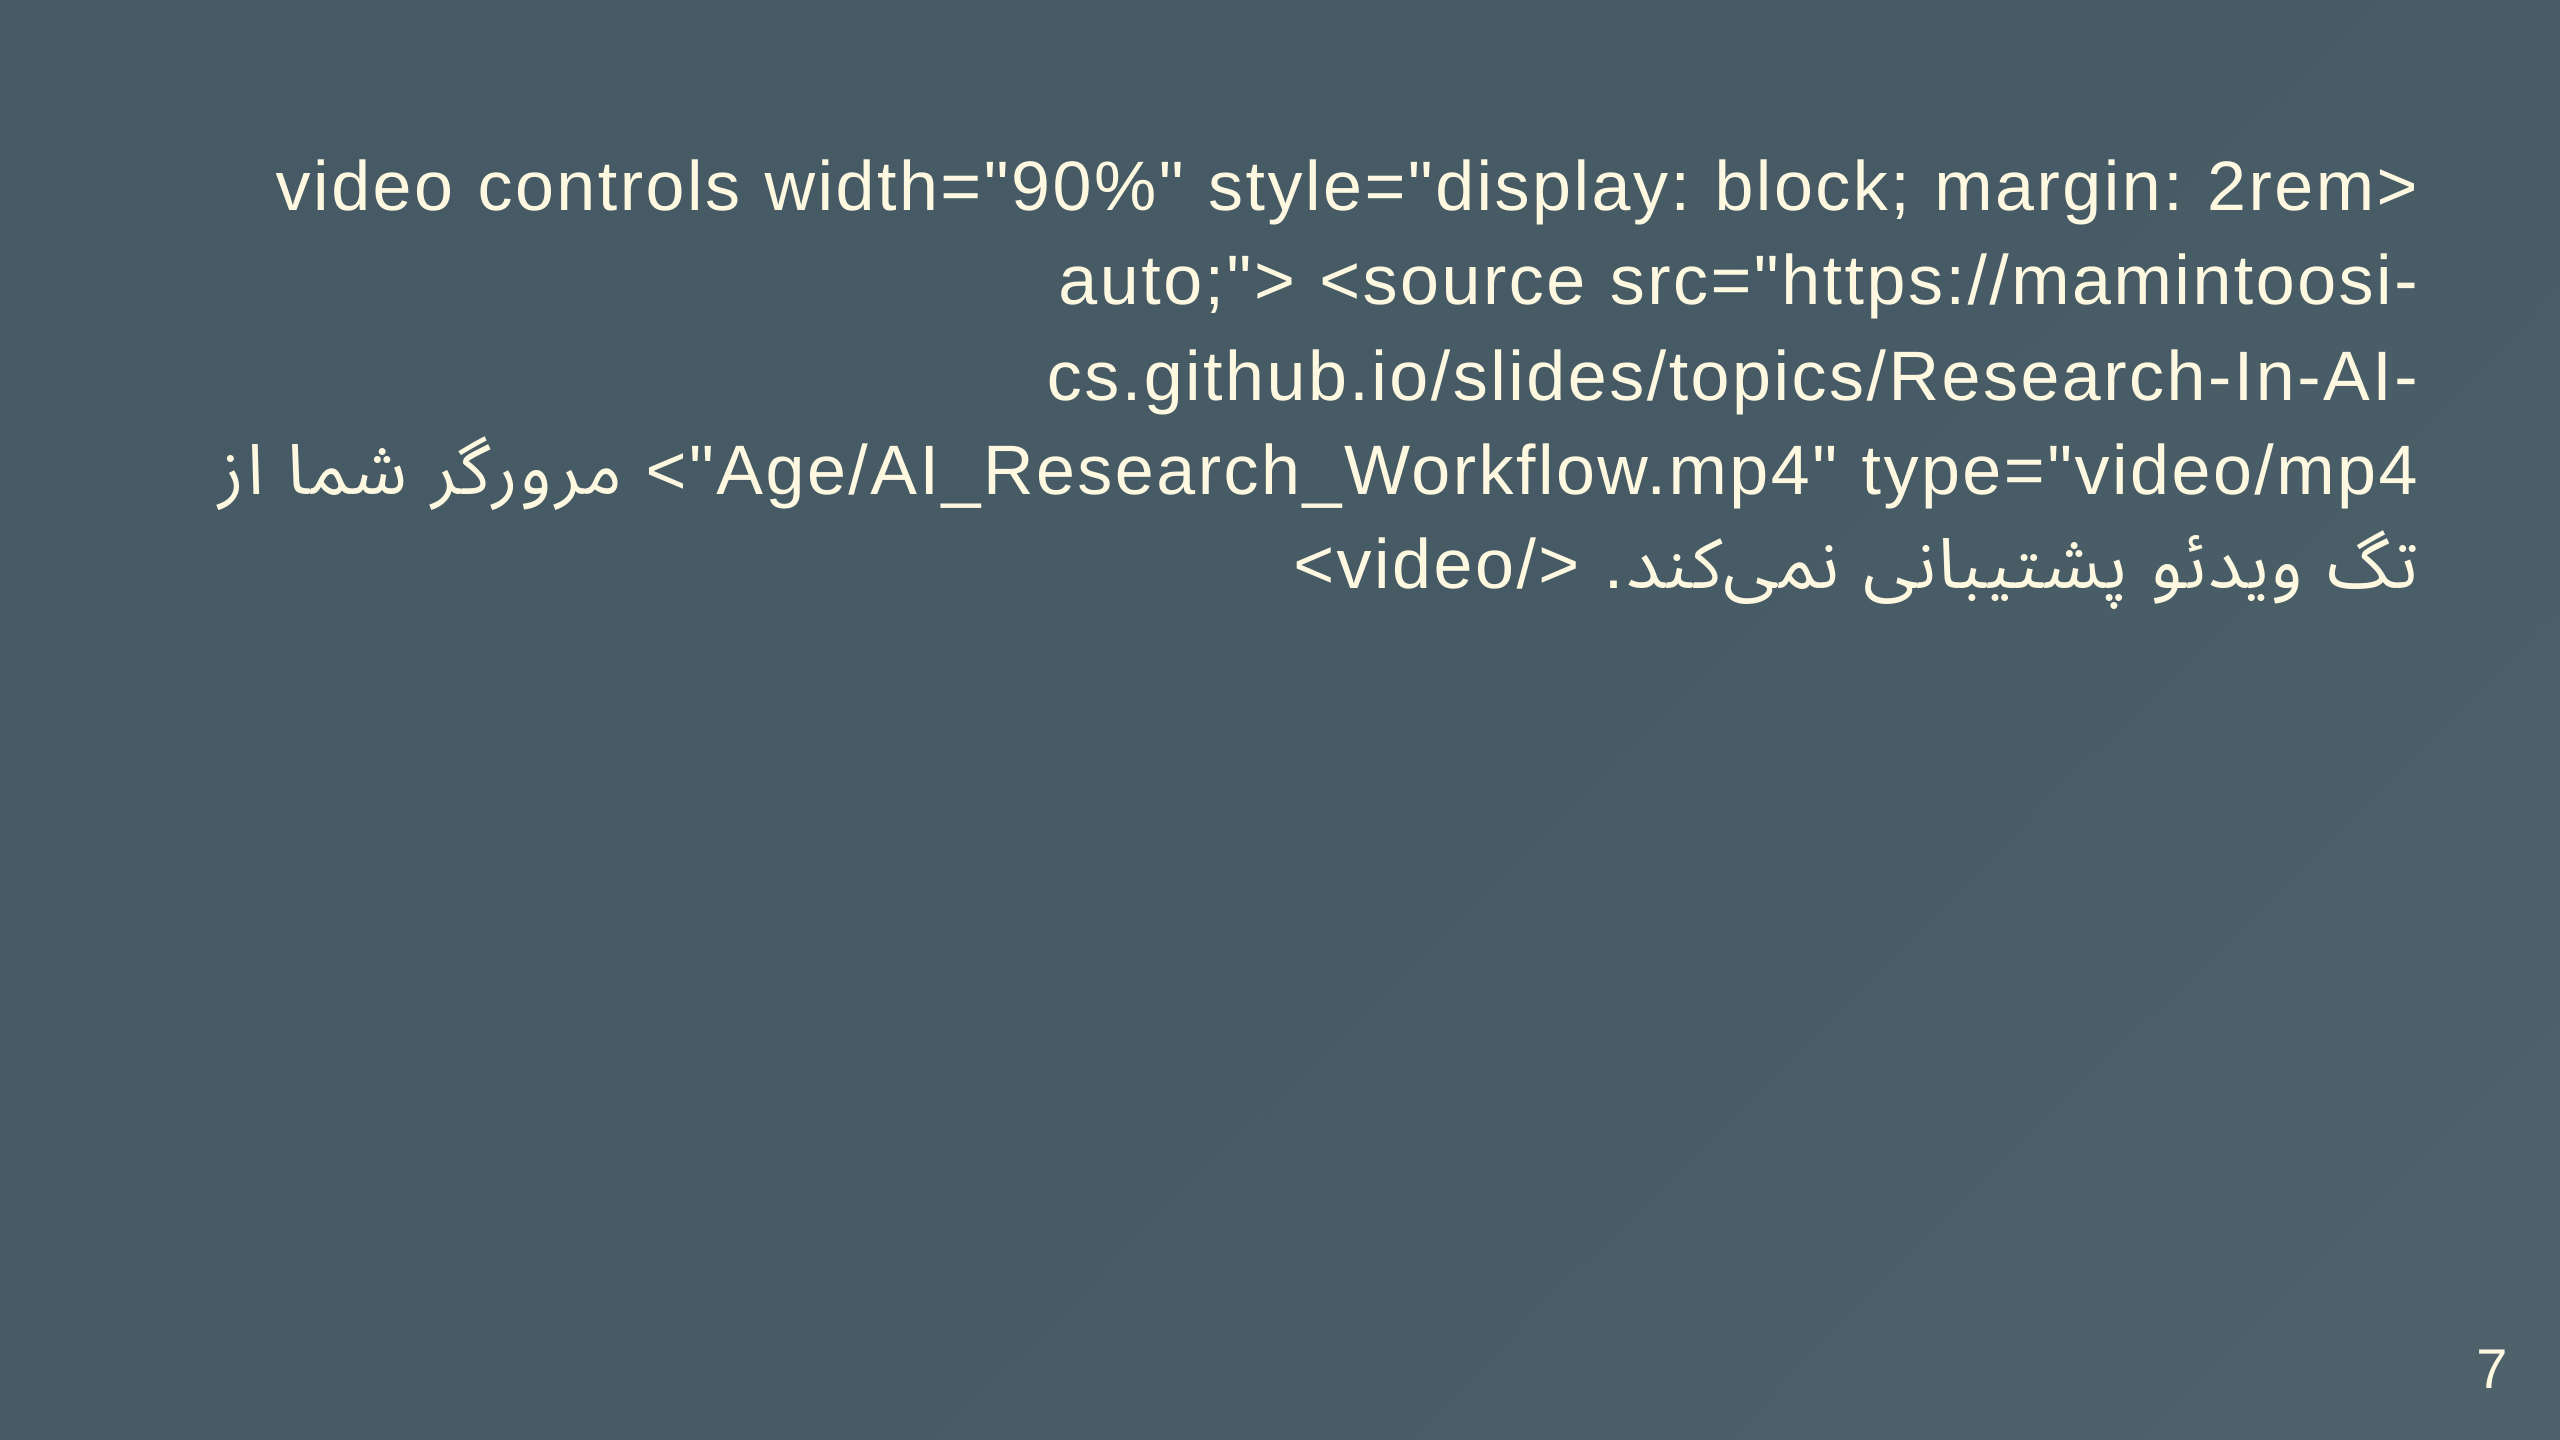 <video controls width="90%" style="display: block; margin: 2rem
auto;"> <source src="https://mamintoosi-
cs.github.io/slides/topics/Research-In-AI-
Age/AI_Research_Workflow.mp4" type="video/mp4"> مرورگر شما از
تگ ویدئو پشتیبانی نمی‌کند. </video>
7